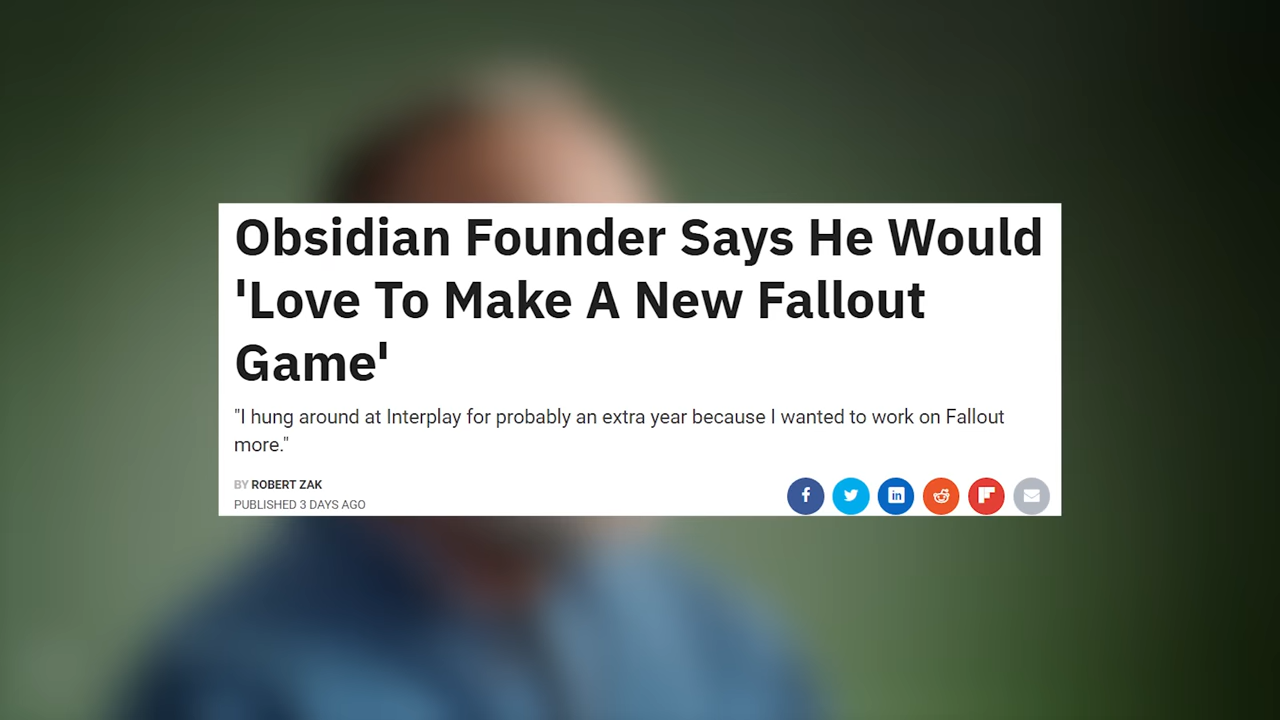 Obsidian Founder Says He Would
'Love To Make A New Fallout
Game'
"I hung around at Interplay for probably an extra year because I wanted to work on Fallout
more."
BY ROBERT ZAK
PUBLISHED 3 DAYS AGO